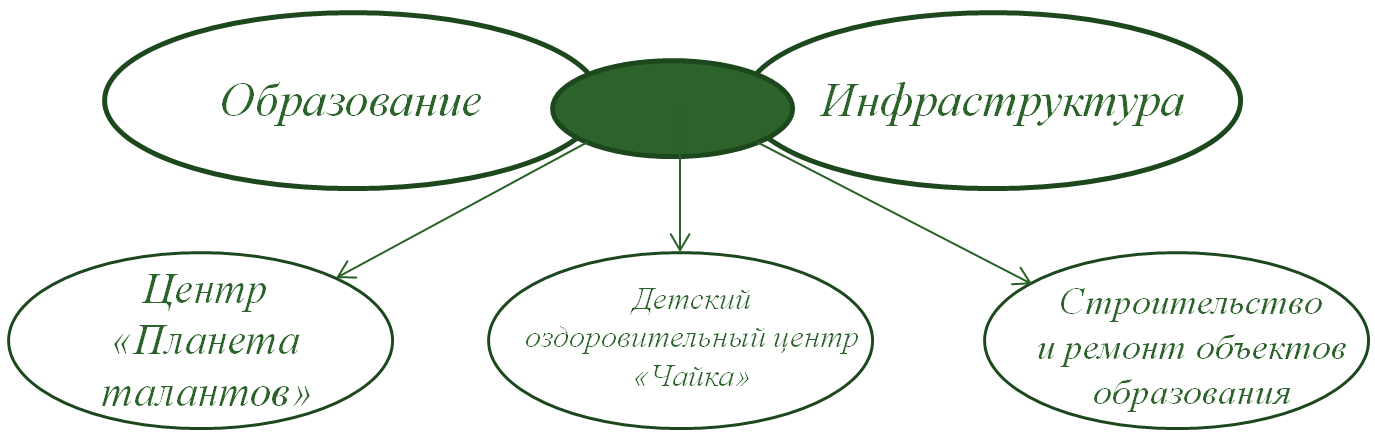 Образование
Инфраструктура
Центр
«Планета
талантов»
Детский
оздоровительный центр
«Чайка»
Строительство
и ремонт объектов
образования